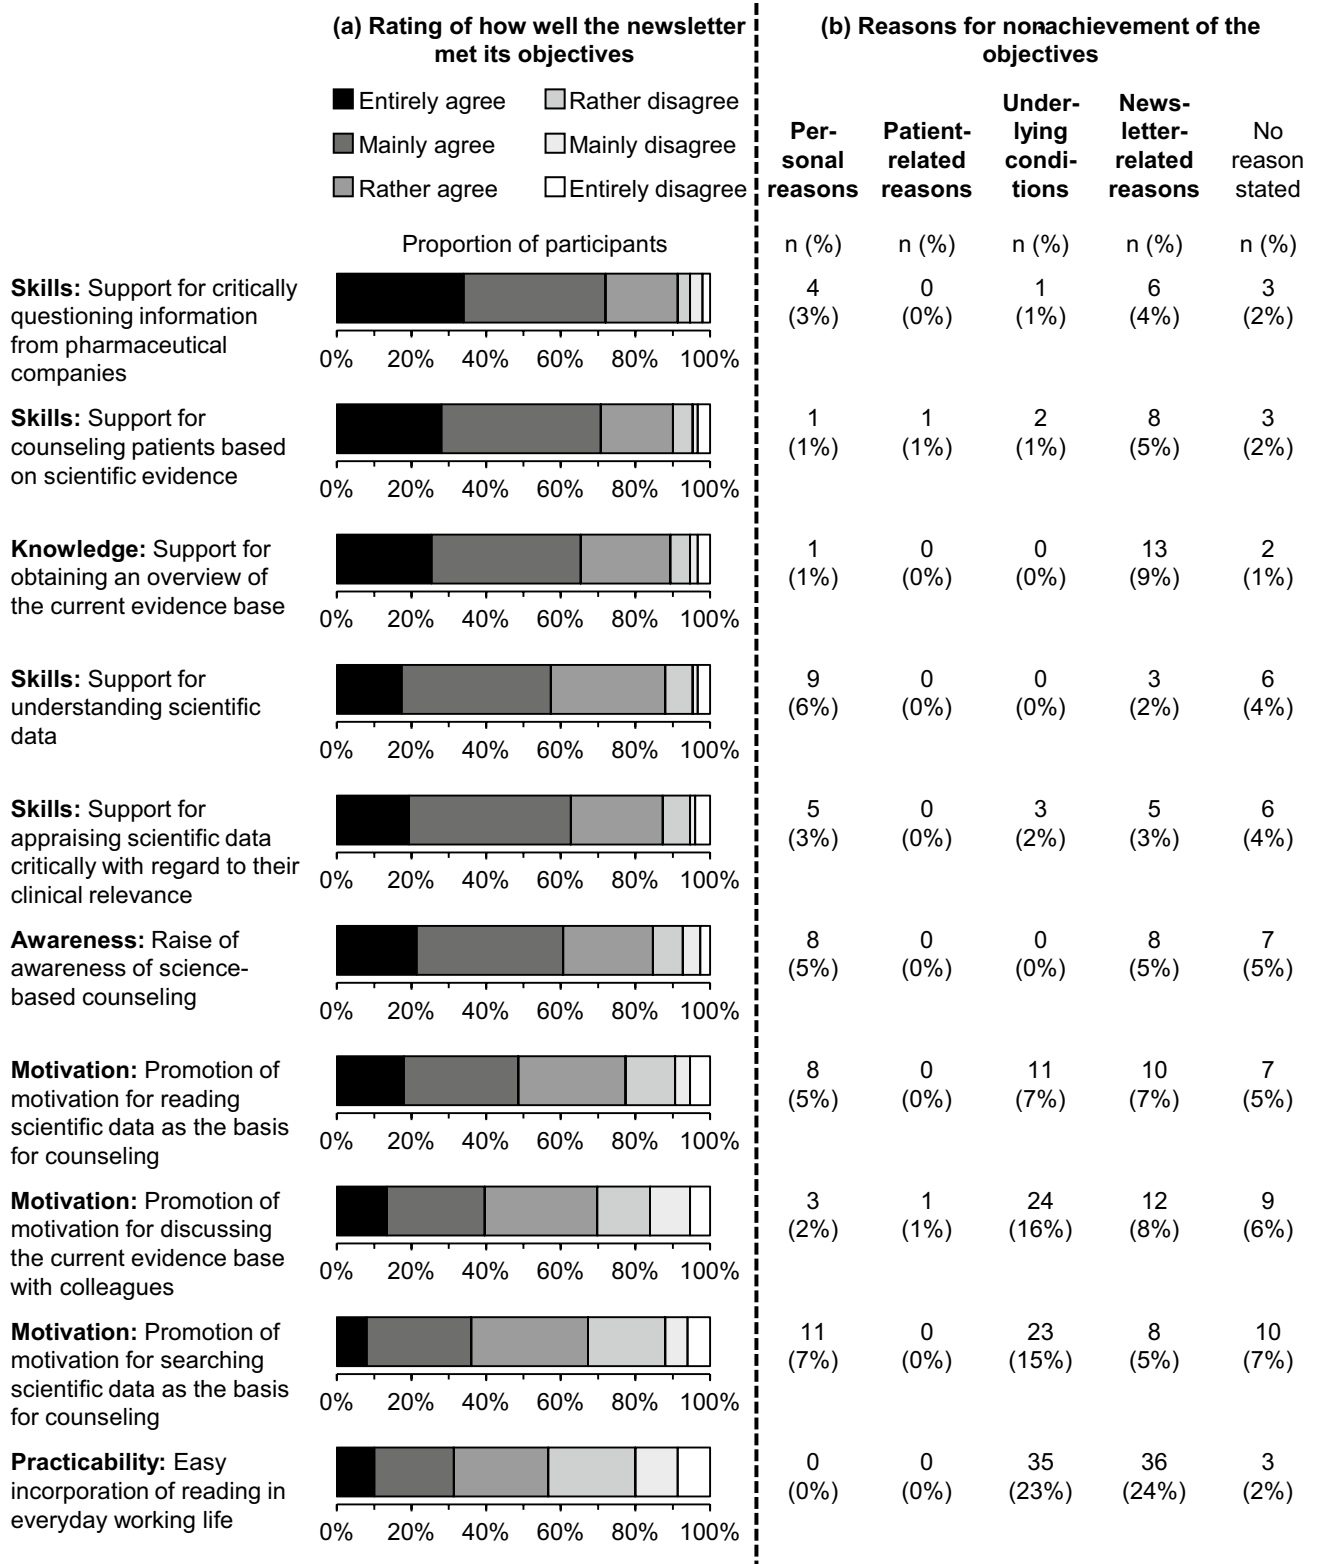 (a) Rating of how well the newsletter
met its objectives
Entirely agree
Rather disagree
Mainly agree
Mainly disagree
Rather agree
Entirely disagree
Proportion of participants
(b) Reasons for non-achievement of the
objectives
Per-
sonal
reasons
Patient-
related
reasons
Under-
lying
condi-
tions
News-
letter-
related
reasons
No
reason
stated
n (%) n (%) n (%) n (%) n (%)
Skills: Support for critically
questioning information
from pharmaceutical
companies
0% 20% 40% 60% 80% 100%
4 0 1 6 3
(3%) (0%) (1%) (4%) (2%)
Skills: Support for
counseling patients based
on scientific evidence
0% 20% 40% 60% 80% 100%
1 1 2 8 3
(1%) (1%) (1%) (5%) (2%)
Knowledge: Support for
obtaining an overview of
the current evidence base
0% 20% 40% 60% 80% 100%
1 0 0 13 2
(1%) (0%) (0%) (9%) (1%)
Skills: Support for
understanding scientific
data
0% 20% 40% 60% 80% 100%
9 0 0 3 6
(6%) (0%) (0%) (2%) (4%)
Skills: Support for
appraising scientific data
critically with regard to their
clinical relevance
0% 20% 40% 60% 80% 100%
5 0 3 5 6
(3%) (0%) (2%) (3%) (4%)
Awareness: Raise of
awareness of science-
based counseling
0% 20% 40% 60% 80% 100%
8 0 0 8 7
(5%) (0%) (0%) (5%) (5%)
Motivation: Promotion of
motivation for reading
scientific data as the basis
for counseling
0% 20% 40% 60% 80% 100%
8 0 11 10 7
(5%) (0%) (7%) (7%) (5%)
Motivation: Promotion of
motivation for discussing
the current evidence base
with colleagues
0% 20% 40% 60% 80% 100%
3 1 24 12 9
(2%) (1%) (16%) (8%) (6%)
Motivation: Promotion of
motivation for searching
scientific data as the basis
for counseling
0% 20% 40% 60% 80% 100%
11 0 23 8 10
(7%) (0%) (15%) (5%) (7%)
Practicability: Easy
incorporation of reading in
everyday working life
0% 20% 40% 60% 80% 100%
0 0 35 36 3
(0%) (0%) (23%) (24%) (2%)